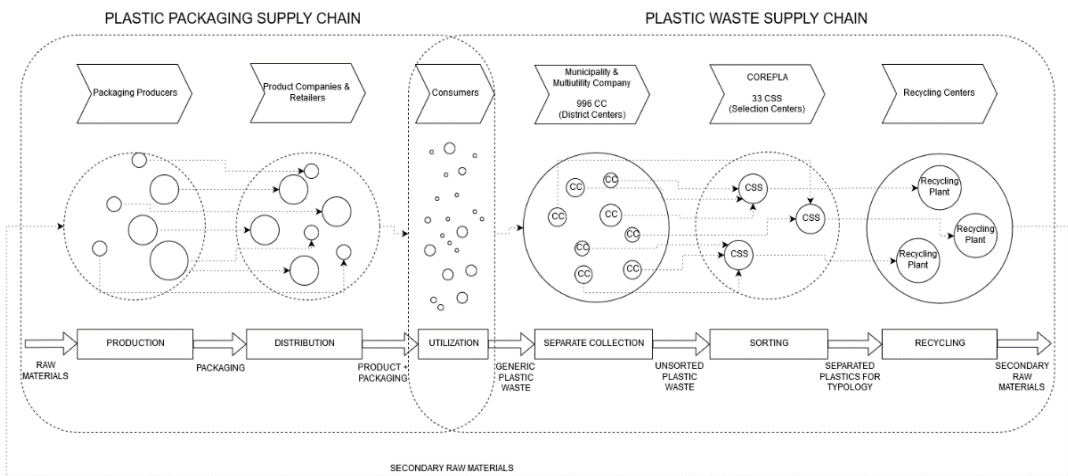 PLASTIC PACKAGING SUPPLY CHAIN
PLASTIC WASTE SUPPLY CHAIN
Packaging Producers
Product Companies &
Retailers
Consumers
Municipality &
Multiutility Company
996 CC
(District Centers)
COREPLA
33 CSS
(Selection Centers)
Recycling Centers
CC
CC
CC
CC
CC
CC
CC
CC
CSS
CSS
CSS
Recycling
Plant
Recycling
Plant
Recycling
Plant
PRODUCTION
DISTRIBUTION
UTILIZATION
SEPARATE COLLECTION
SORTING
RECYCLING
RAW
MATERIALS
PACKAGING
PRODUCT +
PACKAGING
GENERIC
PLASTIC
WASTE
UNSORTED
PLASTIC
WASTE
SEPARATED
PLASTICS FOR
TYPOLOGY
SECONDARY
RAW
MATERIALS
SECONDARY RAW MATERIALS